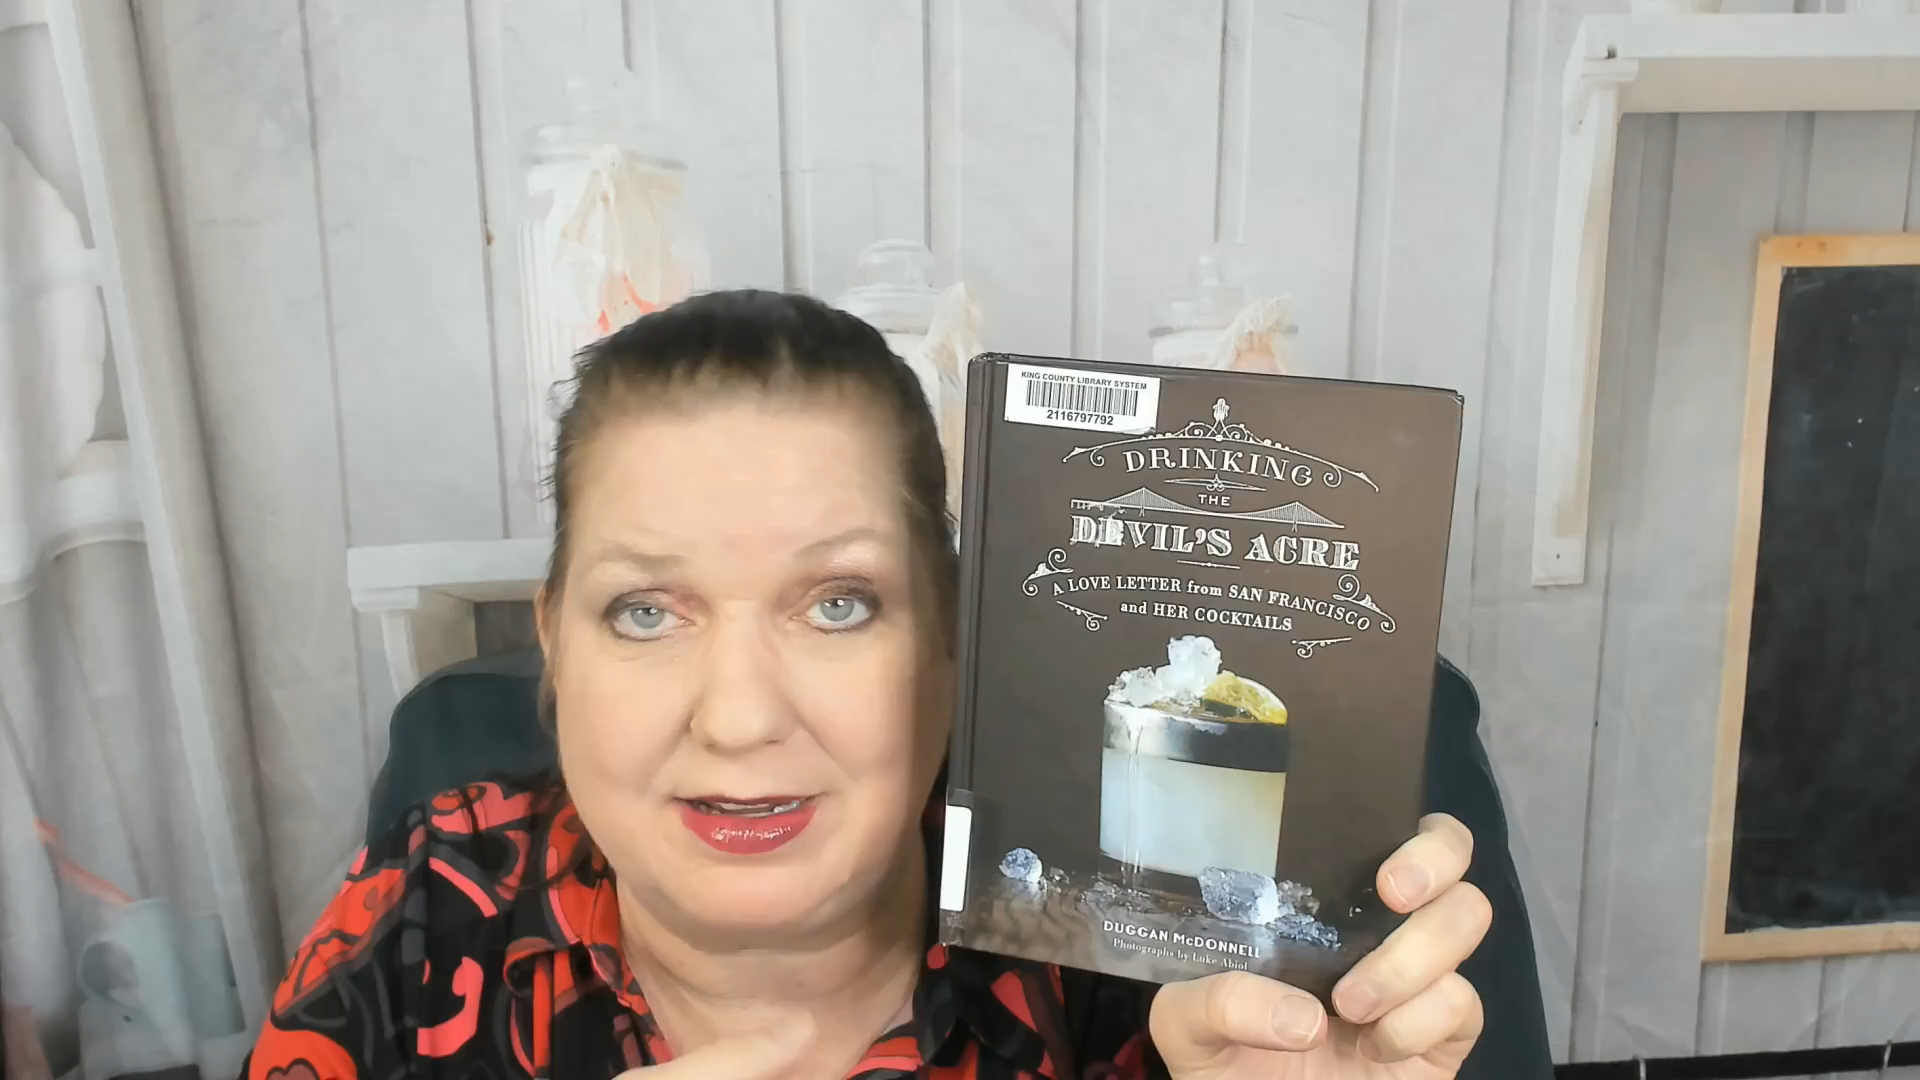 KING COUNTY LIBRARY SYSTEM
2116797792
DRINKING
THE
DEVIL'S ACRE
A LOVE LETTER from SAN FRANCISCO
and HER COCKTAILS
DUGGAN McDONNELL
Photographs by Luke Abiol